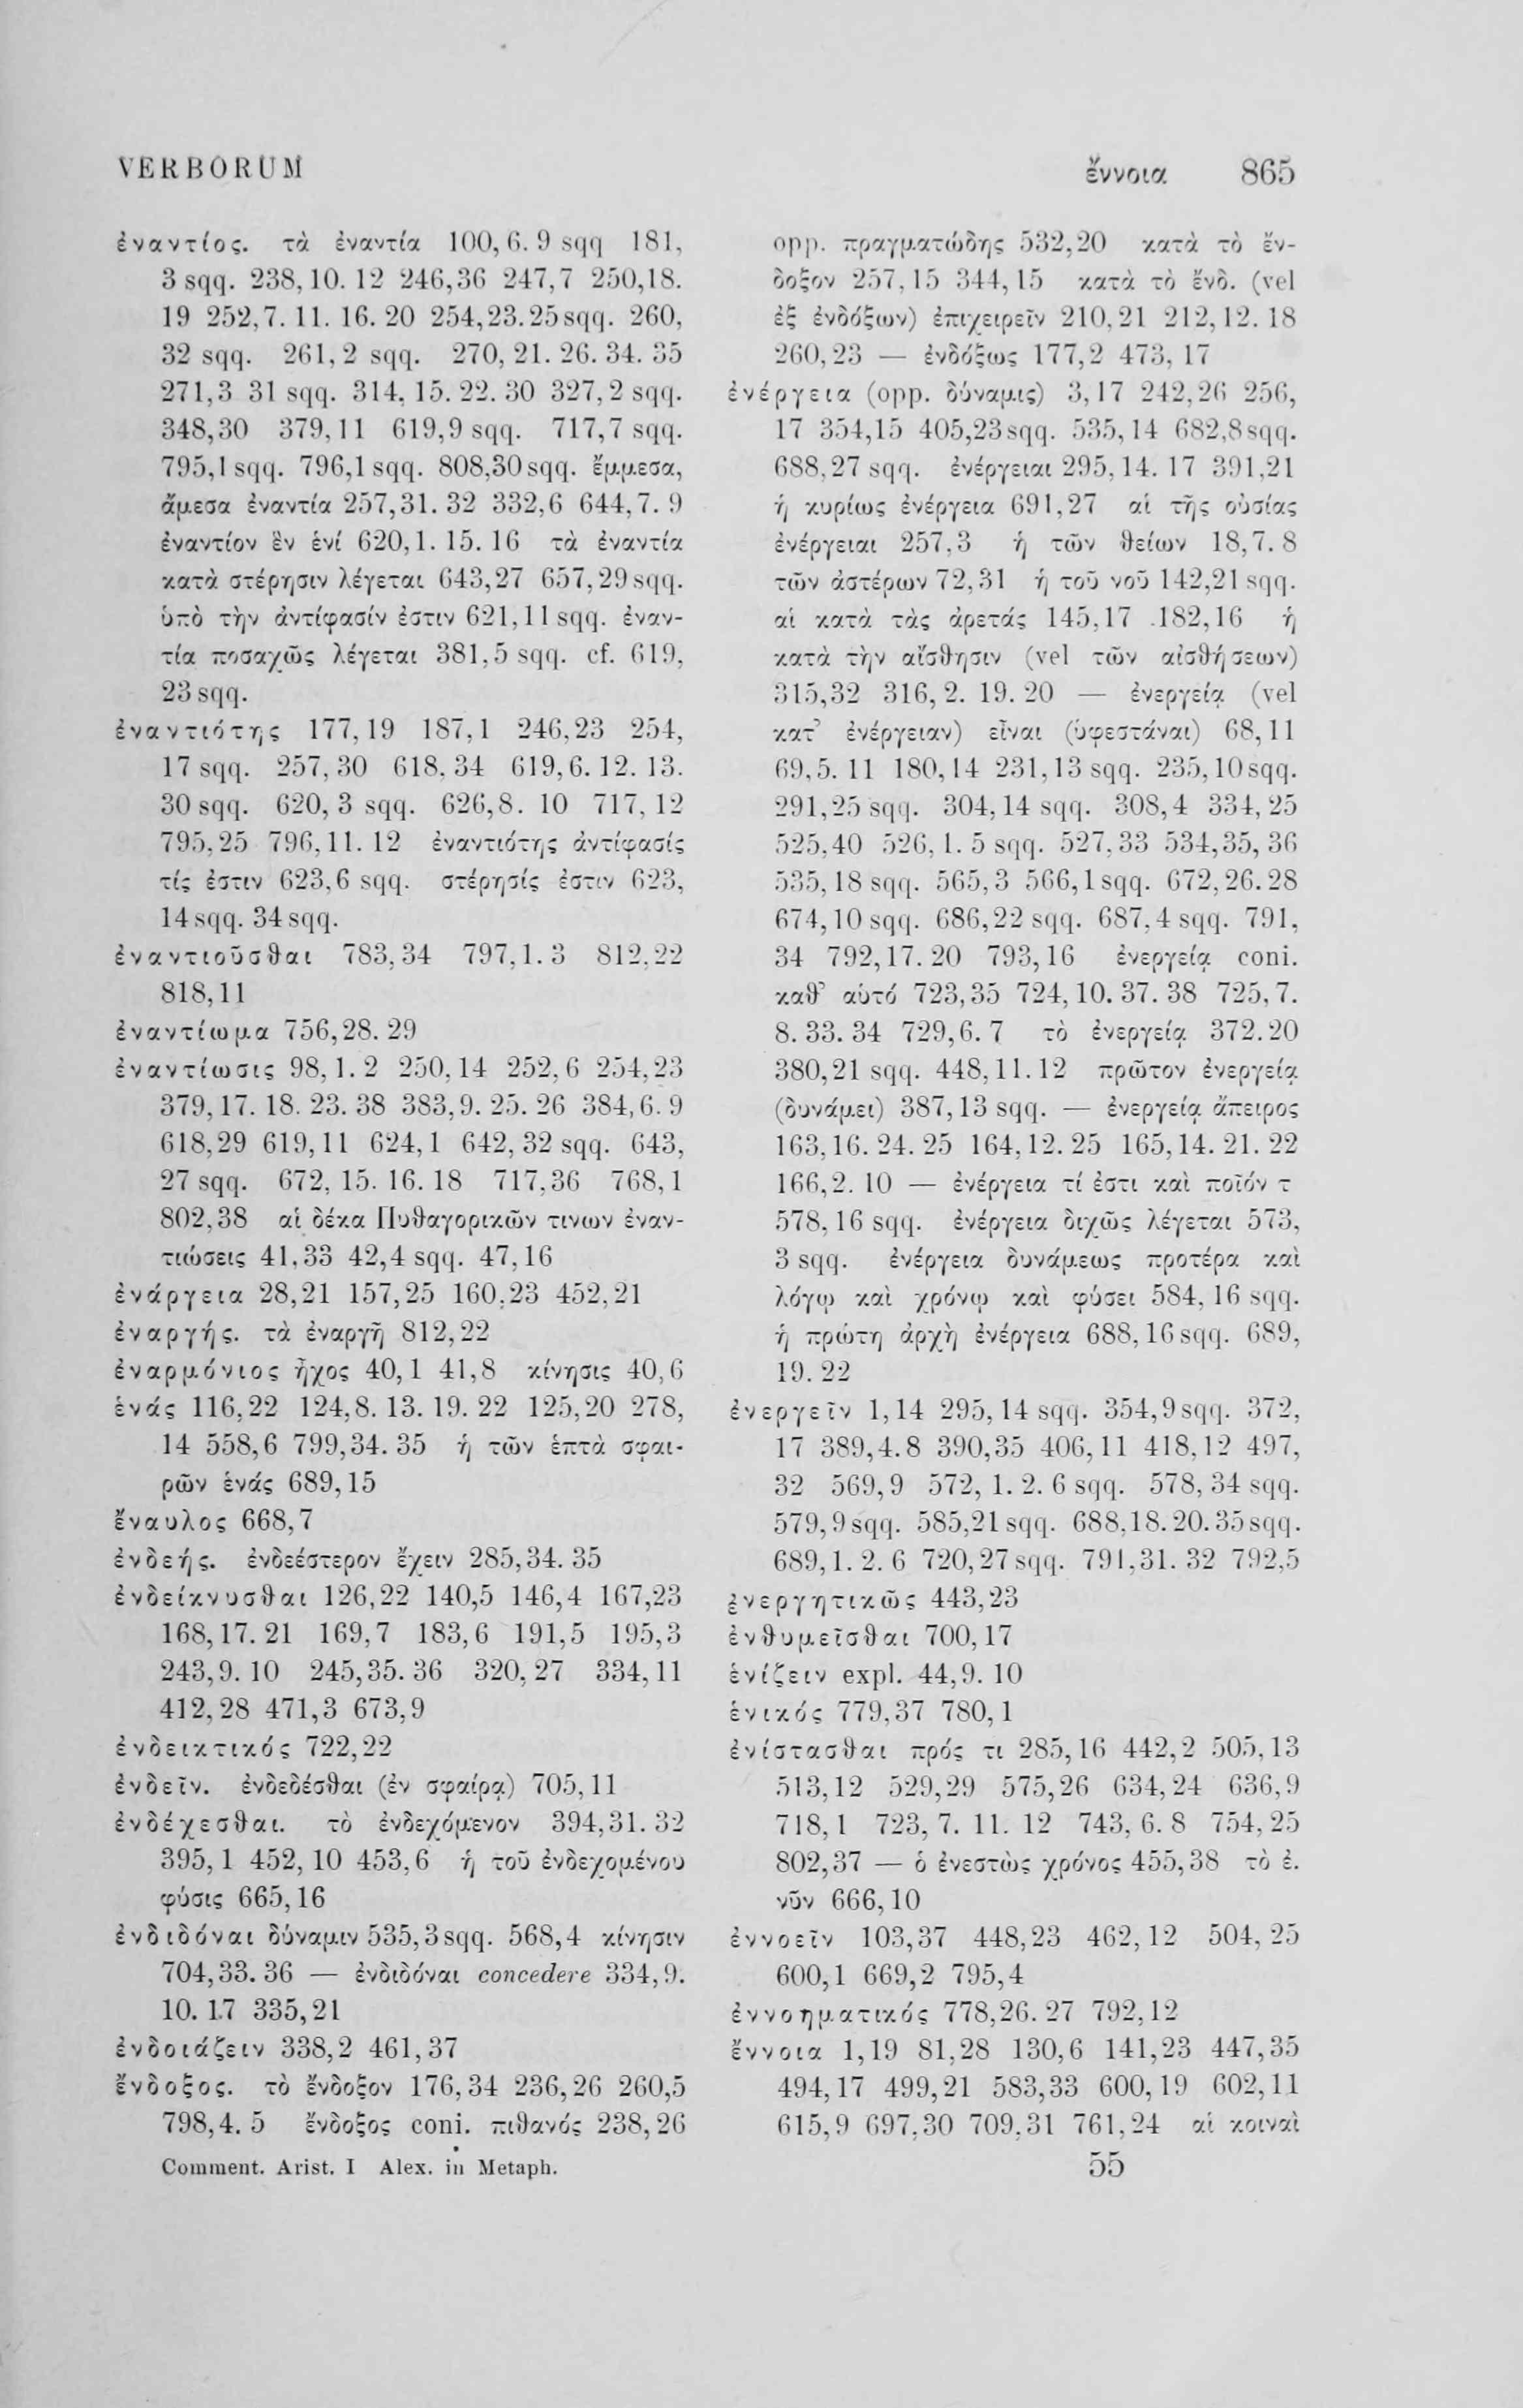 VERBORUM
ἔννοια 865
ἐναντίος. τὰ ἐναντία 100,6. 9 sqq 181,
3 sqq. 238,10. 12 246,36 247,7 250,18.
19 252,7. 11. 16. 20 254,23. 25 sqq. 260,
32 sqq. 261,2 sqq. 270,21. 26. 34. 35
271,3 31 sqq. 314,15. 22. 30 327,2 sqq.
348,30 379,11 619,9 sqq. 717,7 sqq.
795,1 sqq. 796,1 sqq. 808,30 sqq. ἔμμεσα,
ἄμεσα ἐναντία 257,31. 32 332,6 644,7. 9
ἐναντίον ἓν ἑνί 620,1. 15. 16 τὰ ἐναντία
κατὰ στέρησιν λέγεται 643,27 657,29 sqq.
ὑπὸ τὴν ἀντίφασίν ἐστιν 621,11 sqq. ἐναν-
τία ποσαχῶς λέγεται 381,5 sqq. cf. 619,
23 sqq.
ἐναντιότης 177,19 187,1 246,23 254,
17 sqq. 257,30 618,34 619,6. 12. 13.
30 sqq. 620,3 sqq. 626,8. 10 717,12
795,25 796,11. 12 ἐναντιότης ἀντίφασίς
τίς ἐστιν 623,6 sqq. στέρησίς ἐστιν 623,
14 sqq. 34 sqq.
ἐναντιοῦσθαι 783,34 797,1. 3 812,22
818,11
ἐναντίωμα 756,28. 29
ἐναντίωσις 98,1. 2 250,14 252,6 254,23
379,17. 18. 23. 38 383,9. 25. 26 384,6. 9
618,29 619,11 624,1 642,32 sqq. 643,
27 sqq. 672,15. 16. 18 717,36 768,1
802,38 αἱ δέκα Πυθαγορικῶν τινων ἐναν-
τιώσεις 41,33 42,4 sqq. 47,16
ἐνάργεια 28,21 157,25 160,23 452,21
ἐναργής. τὰ ἐναργῆ 812,22
ἐναρμόνιος ἦχος 40,1 41,8 κίνησις 40,6
ἑνάς 116,22 124,8. 13. 19. 22 125,20 278,
14 558,6 799,34. 35 ἡ τῶν ἑπτὰ σφαι-
ρῶν ἑνάς 689,15
ἔναυλος 668,7
ἐνδεής. ἐνδεέστερον ἔχειν 285,34. 35
ἐνδείκνυσθαι 126,22 140,5 146,4 167,23
168,17. 21 169,7 183,6 191,5 195,3
243,9. 10 245,35. 36 320,27 334,11
412,28 471,3 673,9
ἐνδεικτικός 722,22
ἐνδεῖν. ἐνδεδέσθαι (ἐν σφαίρᾳ) 705,11
ἐνδέχεσθαι. τὸ ἐνδεχόμενον 394,31. 32
395,1 452,10 453,6 ἡ τοῦ ἐνδεχομένου
φύσις 665,16
ἐνδιδόναι δύναμιν 535,3 sqq. 568,4 κίνησιν
704,33. 36 — ἐνδιδόναι concedere 334,9.
10. 17 335,21
ἐνδοιάζειν 338,2 461,37
ἔνδοξος. τὸ ἔνδοξον 176,34 236,26 260,5
798,4. 5 ἔνδοξος coni. πιθανός 238,26
Comment. Arist. I Alex. in Metaph.
opp. πραγματώδης 532,20 κατὰ τὸ ἔν-
δοξον 257,15 344,15 κατὰ τὸ ἔνδ. (vel
ἐξ ἐνδόξων) ἐπιχειρεῖν 210,21 212,12. 18
260,23 — ἐνδόξως 177,2 473,17
ἐνέργεια (opp. δύναμις) 3,17 242,26 256,
17 354,15 405,23 sqq. 535,14 682,8 sqq.
688,27 sqq. ἐνέργειαι 295,14. 17 391,21
ἡ κυρίως ἐνέργεια 691,27 αἱ τῆς οὐσίας
ἐνέργειαι 257,3 ἡ τῶν θείων 18,7. 8
τῶν ἀστέρων 72,31 ἡ τοῦ νοῦ 142,21 sqq.
αἱ κατὰ τὰς ἀρετάς 145,17 182,16 ἡ
κατὰ τὴν αἴσθησιν (vel τῶν αἰσθήσεων)
315,32 316,2. 19. 20 — ἐνεργείᾳ (vel
κατ’ ἐνέργειαν) εἶναι (ὑφεστάναι) 68,11
69,5. 11 180,14 231,13 sqq. 235,10 sqq.
291,25 sqq. 304,14 sqq. 308,4 334,25
525,40 526,1. 5 sqq. 527,33 534,35, 36
535,18 sqq. 565,3 566,1 sqq. 672,26. 28
674,10 sqq. 686,22 sqq. 687,4 sqq. 791,
34 792,17. 20 793,16 ἐνεργείᾳ coni.
καθ’ αὑτό 723,35 724,10. 37. 38 725,7.
8. 33. 34 729,6. 7 τὸ ἐνεργείᾳ 372.20
380,21 sqq. 448,11. 12 πρῶτον ἐνεργείᾳ
(δυνάμει) 387,13 sqq. — ἐνεργείᾳ ἄπειρος
163,16. 24. 25 164,12. 25 165,14. 21. 22
166,2. 10 — ἐνέργεια τί ἐστι καὶ ποῖόν τ
578,16 sqq. ἐνέργεια διχῶς λέγεται 573,
3 sqq. ἐνέργεια δυνάμεως προτέρα καὶ
λόγῳ καὶ χρόνῳ καὶ φύσει 584,16 sqq.
ἡ πρώτη ἀρχὴ ἐνέργεια 688,16 sqq. 689,
19. 22
ἐνεργεῖν 1,14 295,14 sqq. 354,9 sqq. 372,
17 389,4. 8 390,35 406,11 418,12 497,
32 569,9 572,1. 2. 6 sqq. 578,34 sqq.
579,9 sqq. 585,21 sqq. 688,18. 20. 35 sqq.
689,1. 2. 6 720,27 sqq. 791,31. 32 792,5
ἐνεργητικῶς 443,23
ἐνθυμεῖσθαι 700,17
ἑνίζειν expl. 44,9. 10
ἑνικός 779,37 780,1
ἐνίστασθαι πρός τι 285,16 442,2 505,13
513,12 529,29 575,26 634,24 636,9
718,1 723,7. 11. 12 743,6. 8 754,25
802,37 — ὁ ἐνεστὼς χρόνος 455,38 τὸ ἐ.
νῦν 666,10
ἐννοεῖν 103,37 448,23 462,12 504,25
600,1 669,2 795,4
ἐννοηματικός 778,26. 27 792,12
ἔννοια 1,19 81,28 130,6 141,23 447,35
494,17 499,21 583,33 600,19 602,11
615,9 697,30 709,31 761,24 αἱ κοιναὶ
55